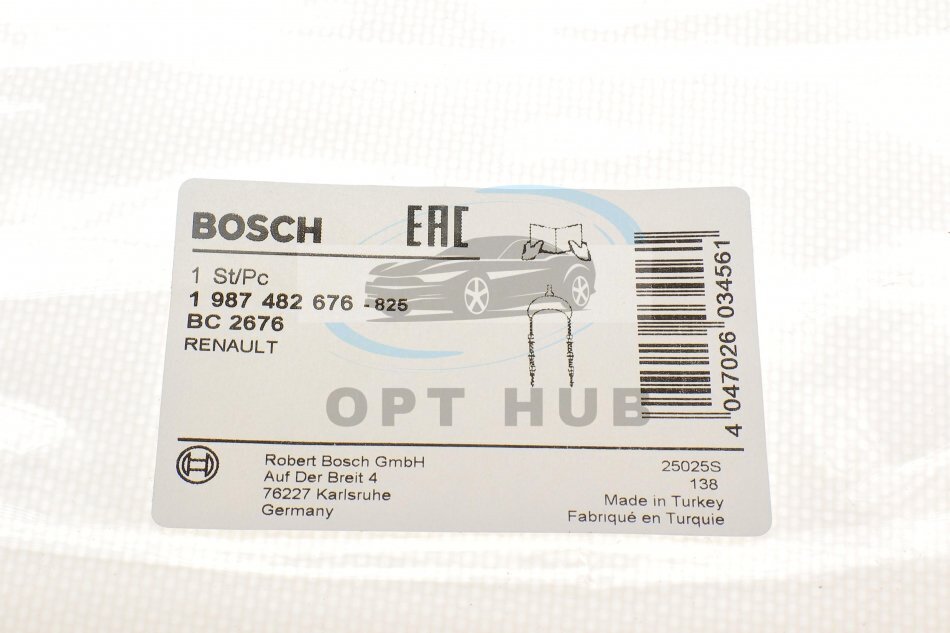 BOSCH
EAC
1 St/Pc
1 987 482 676 - 825
BC 2676
RENAULT
4 047026 034561
OPT HUB
Robert Bosch GmbH
Auf Der Breit 4
76227 Karlsruhe
Germany
25025S
138
Made in Turkey
Fabriqué en Turquie